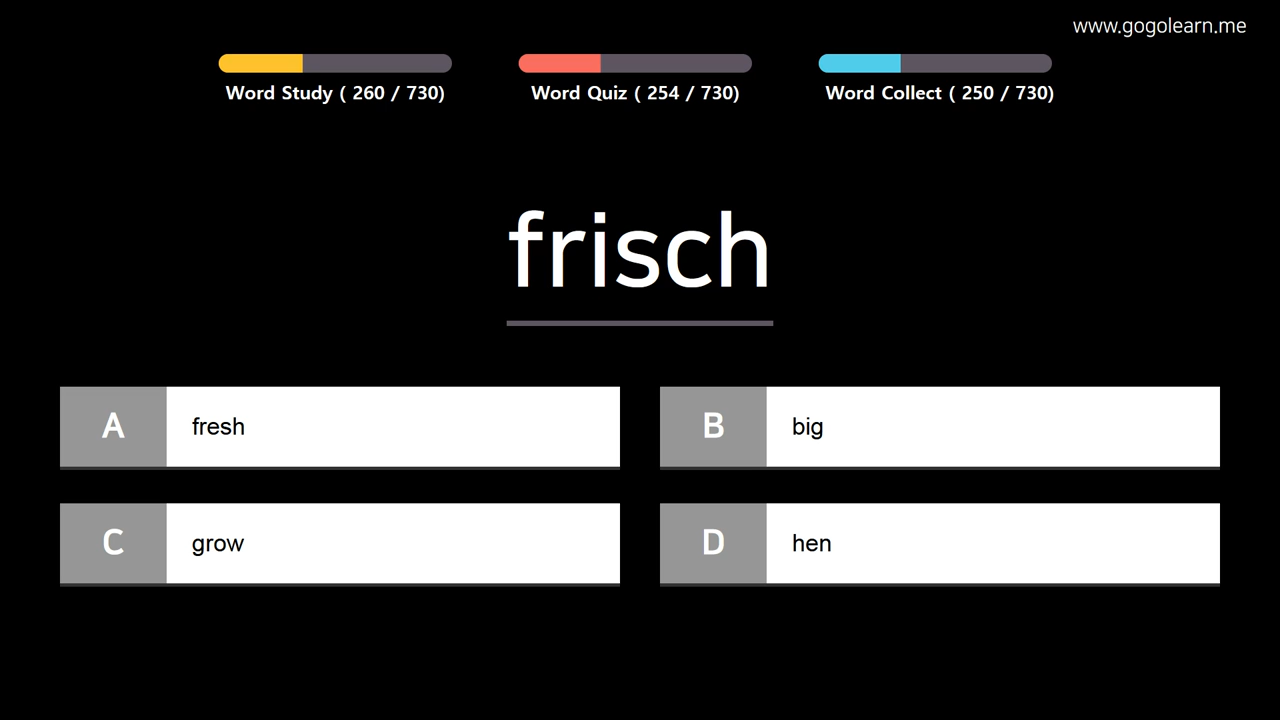 www.gogolearn.me
Word Study ( 260 / 730)
Word Quiz ( 254 / 730)
Word Collect ( 250 / 730)
frisch
A fresh
B big
C grow
D hen